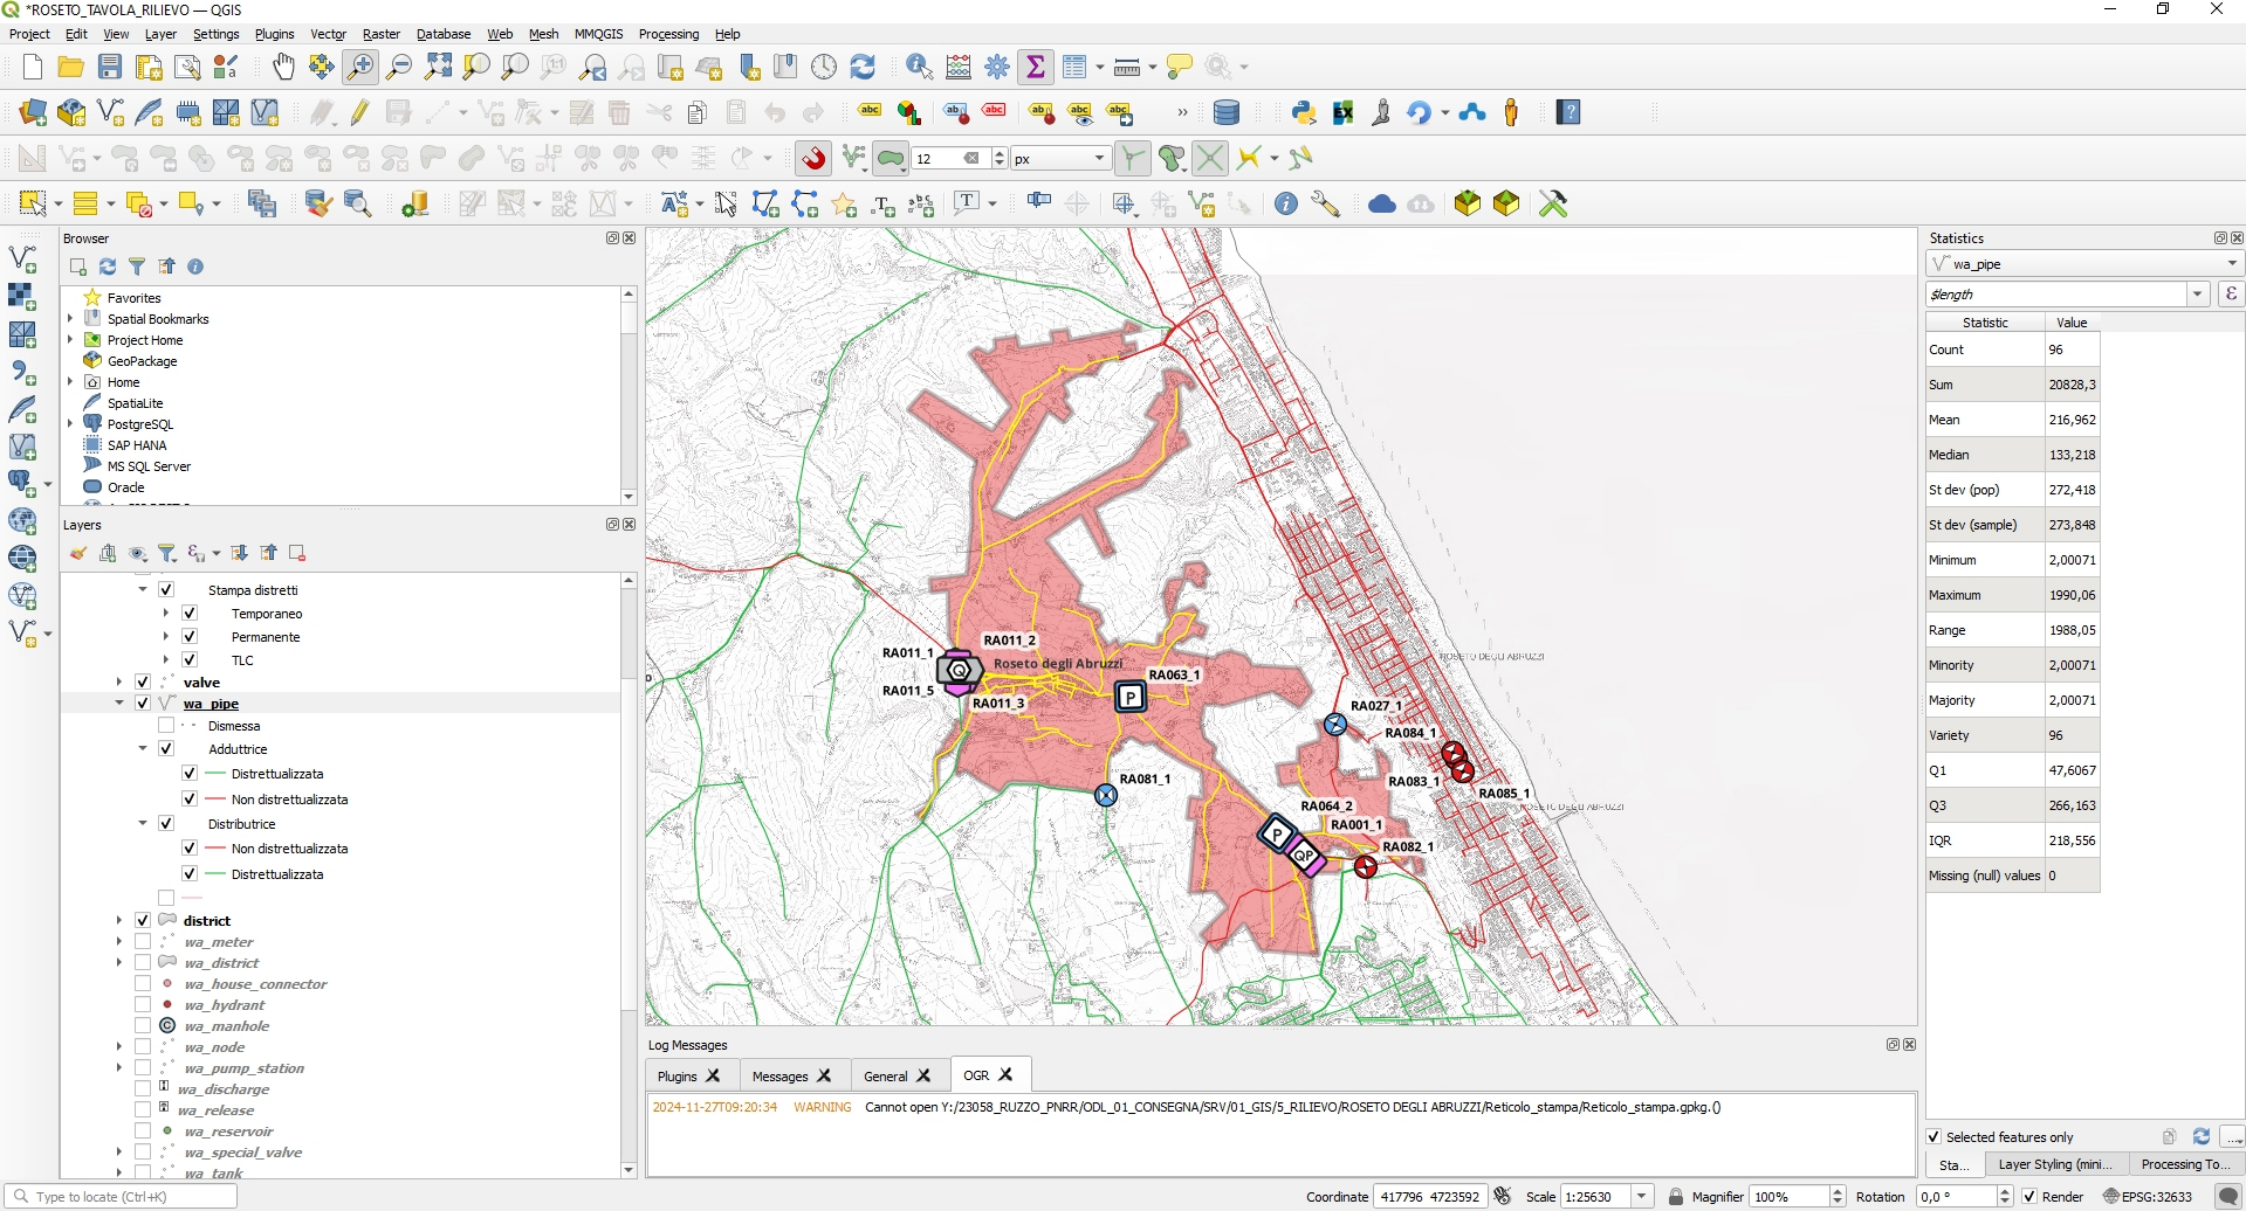 *ROSETO_TAVOLA_RILIEVO — QGIS
Project Edit View Layer Settings Plugins Vector Raster Database Web Mesh MMQGIS Processing Help
12 px
Browser
Favorites
Spatial Bookmarks
Project Home
GeoPackage
Home
SpatiaLite
PostgreSQL
SAP HANA
MS SQL Server
Oracle
Layers
Stampa distretti
Temporaneo
Permanente
TLC
valve
wa_pipe
Dismessa
Adduttrice
Distrettualizzata
Non distrettualizzata
Distributrice
Non distrettualizzata
Distrettualizzata
district
wa_meter
wa_district
wa_house_connector
wa_hydrant
wa_manhole
wa_node
wa_pump_station
wa_discharge
wa_release
wa_reservoir
wa_special_valve
wa_tank
RA011_2
RA011_1
Roseto degli Abruzzi
RA011_5
RA011_3
RA063_1
Q
P
RA027_1
RA084_1
RA081_1
RA083_1
RA085_1
RA064_2
RA001_1
RA082_1
P
QP
ROSETO DEGLI ABRUZZI
ROSETO DEGLI ABRUZZI
Log Messages
Plugins Messages General OGR
2024-11-27T09:20:34 WARNING Cannot open Y:/23058_RUZZO_PNRR/ODL_01_CONSEGNA/SRV/01_GIS/5_RILIEVO/ROSETO DEGLI ABRUZZI/Reticolo_stampa/Reticolo_stampa.gpkg.()
Statistics
wa_pipe
$length
Statistic Value
Count 96
Sum 20828,3
Mean 216,962
Median 133,218
St dev (pop) 272,418
St dev (sample) 273,848
Minimum 2,00071
Maximum 1990,06
Range 1988,05
Minority 2,00071
Majority 2,00071
Variety 96
Q1 47,6067
Q3 266,163
IQR 218,556
Missing (null) values 0
Selected features only
Sta... Layer Styling (mini... Processing To...
Type to locate (Ctrl+K) Coordinate 417796 4723592 Scale 1:25630 Magnifier 100% Rotation 0,0 ° Render EPSG:32633